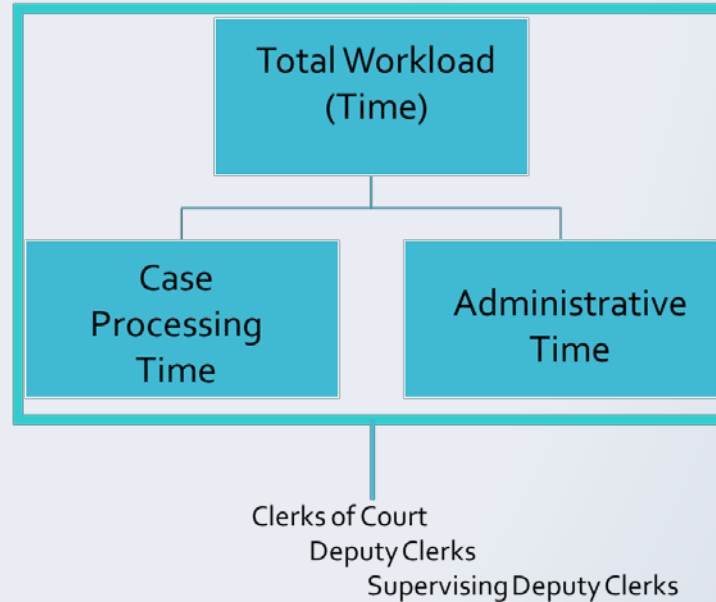 Total Workload
(Time)
Case
Processing
Time
Administrative
Time
Clerks of Court
Deputy Clerks
Supervising Deputy Clerks